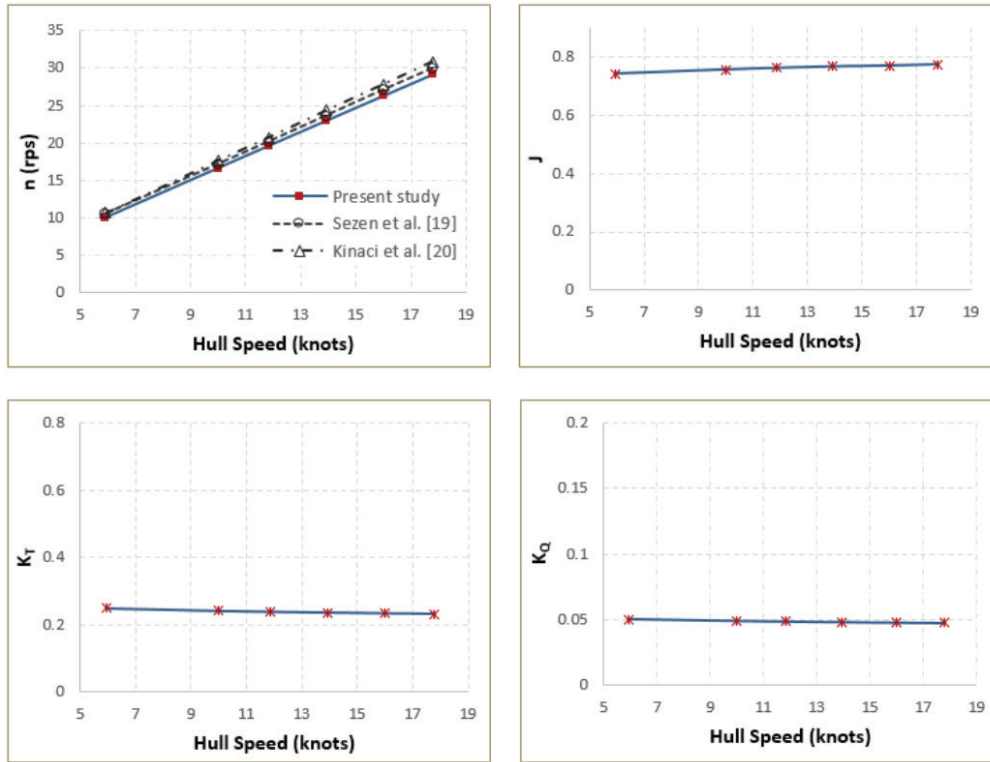 35
30
25
20
15
10
5
0
n (rps)
Present study
Sezen et al. [19]
Kinaci et al. [20]
5 7 9 11 13 15 17 19
Hull Speed (knots)
0.8
0.6
0.4
0.2
0
J
5 7 9 11 13 15 17 19
Hull Speed (knots)
0.8
0.6
0.4
0.2
0
K_T
5 7 9 11 13 15 17 19
Hull Speed (knots)
0.2
0.15
0.1
0.05
0
K_Q
5 7 9 11 13 15 17 19
Hull Speed (knots)